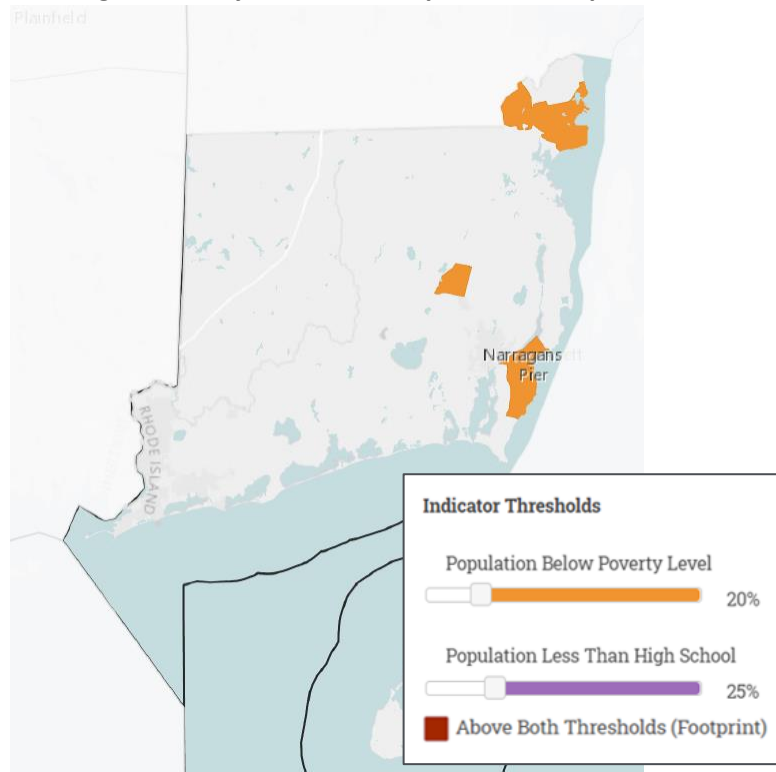 Plainfield
Narragansett
Pier
RHODE ISLAND
Indicator Thresholds
Population Below Poverty Level
20%
Population Less Than High School
25%
Above Both Thresholds (Footprint)